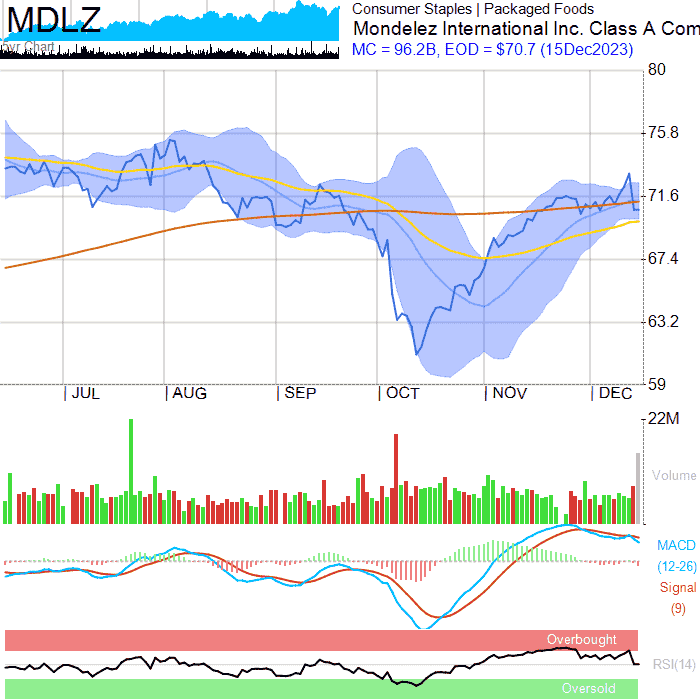 MDLZ
Consumer Staples | Packaged Foods
Mondelez International Inc. Class A Com
MC = 96.2B, EOD = $70.7 (15Dec2023)
80
75.8
71.6
67.4
63.2
59
| JUL | AUG | SEP | OCT | NOV | DEC
22M
Volume
MACD
(12-26)
Signal
(9)
Overbought
RSI(14)
Oversold